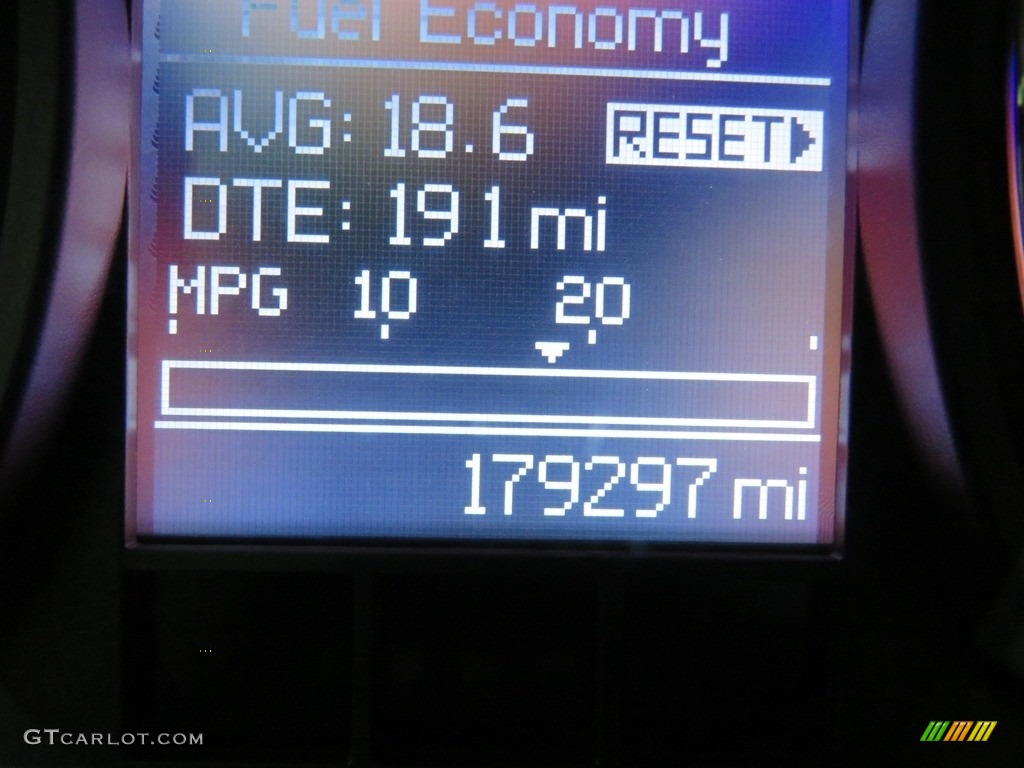 Fuel Economy
AVG: 18.6 RESET
DTE: 191 mi
MPG 10 20
179297 mi
GTCARLOT.COM